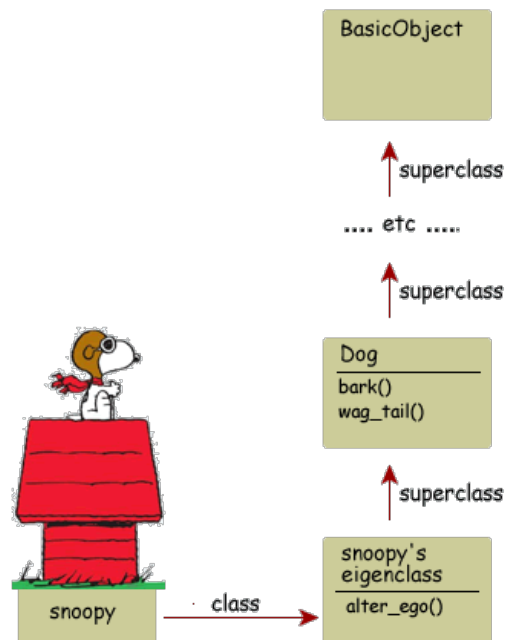 BasicObject
superclass
.... etc .....
superclass
Dog
bark()
wag_tail()
superclass
snoopy's
eigenclass
alter_ego()
snoopy
class